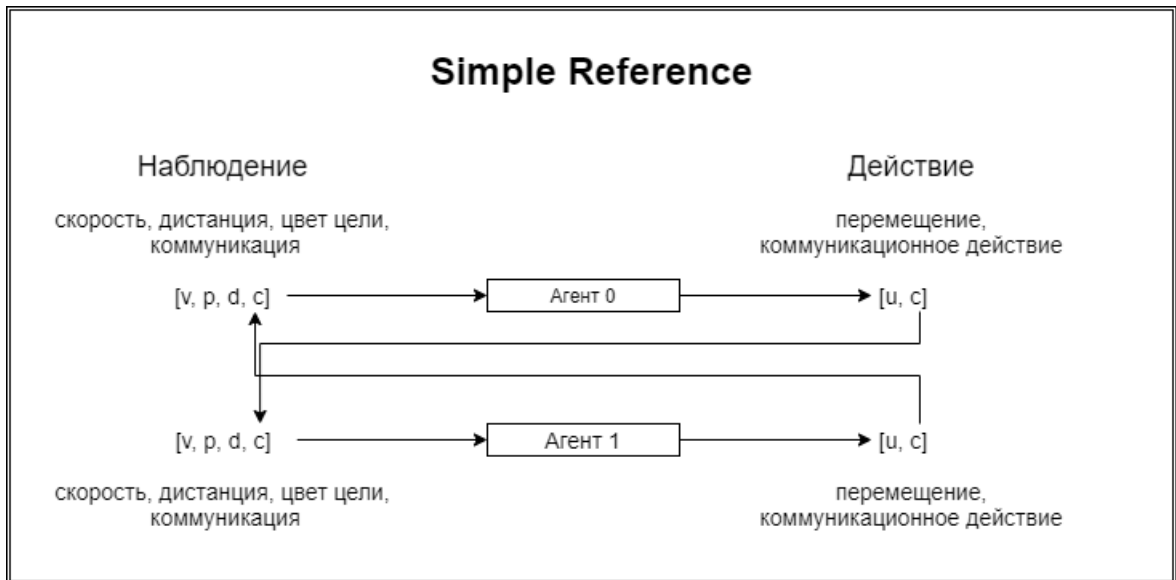 Simple Reference
Наблюдение
Действие
скорость, дистанция, цвет цели,
коммуникация
перемещение,
коммуникационное действие
[v, p, d, c]
Агент 0
[u, c]
[v, p, d, c]
Агент 1
[u, c]
скорость, дистанция, цвет цели,
коммуникация
перемещение,
коммуникационное действие